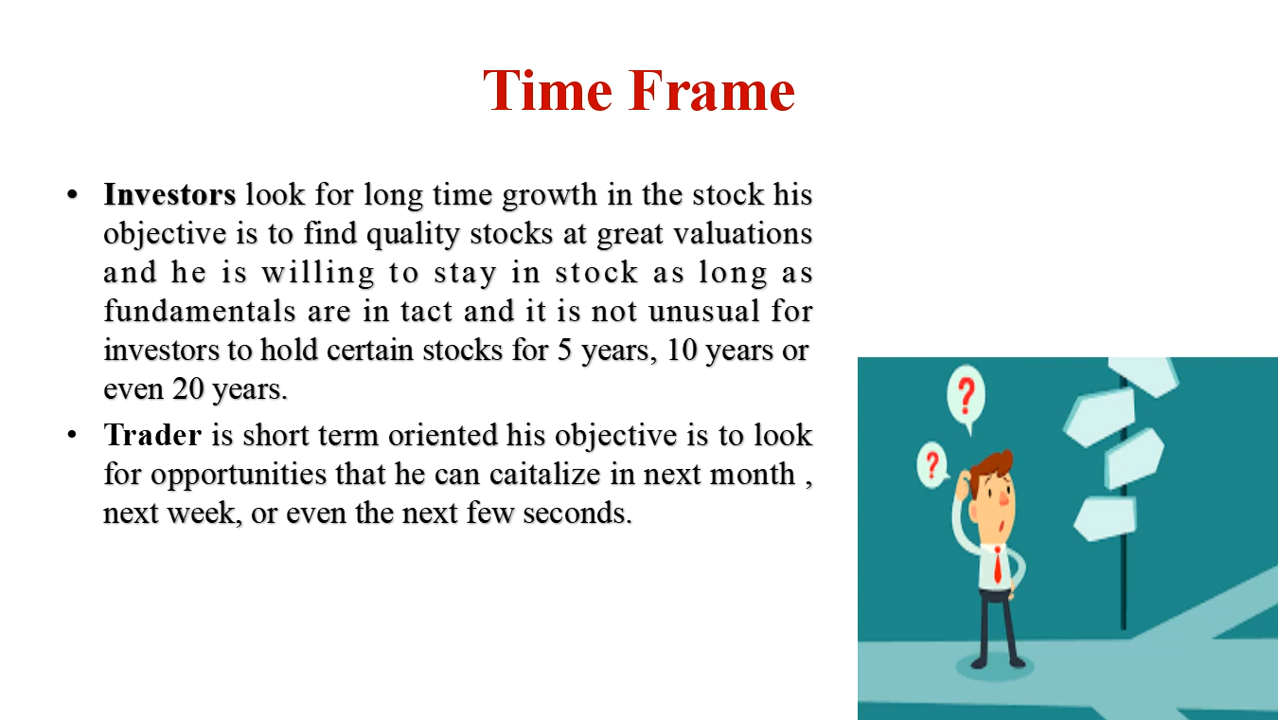 Time Frame
• Investors look for long time growth in the stock his
objective is to find quality stocks at great valuations
and he is willing to stay in stock as long as
fundamentals are in tact and it is not unusual for
investors to hold certain stocks for 5 years, 10 years or
even 20 years.
• Trader is short term oriented his objective is to look
for opportunities that he can caitalize in next month ,
next week, or even the next few seconds.
?
?